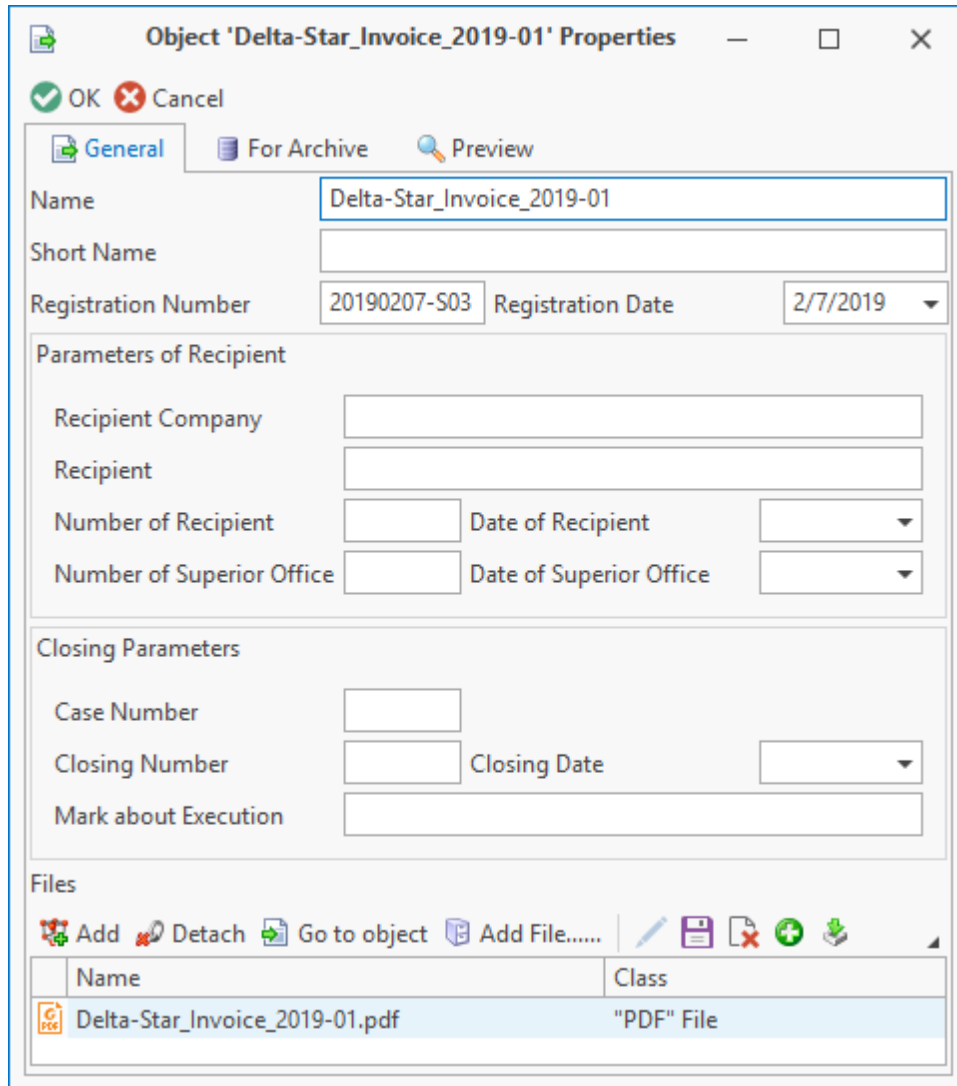 Object 'Delta-Star_Invoice_2019-01' Properties
OK Cancel
General For Archive Preview
Name Delta-Star_Invoice_2019-01
Short Name
Registration Number 20190207-S03 Registration Date 2/7/2019
Parameters of Recipient
Recipient Company
Recipient
Number of Recipient Date of Recipient
Number of Superior Office Date of Superior Office
Closing Parameters
Case Number
Closing Number Closing Date
Mark about Execution
Files
Add Detach Go to object Add File......
Name Class
PDF Delta-Star_Invoice_2019-01.pdf "PDF" File